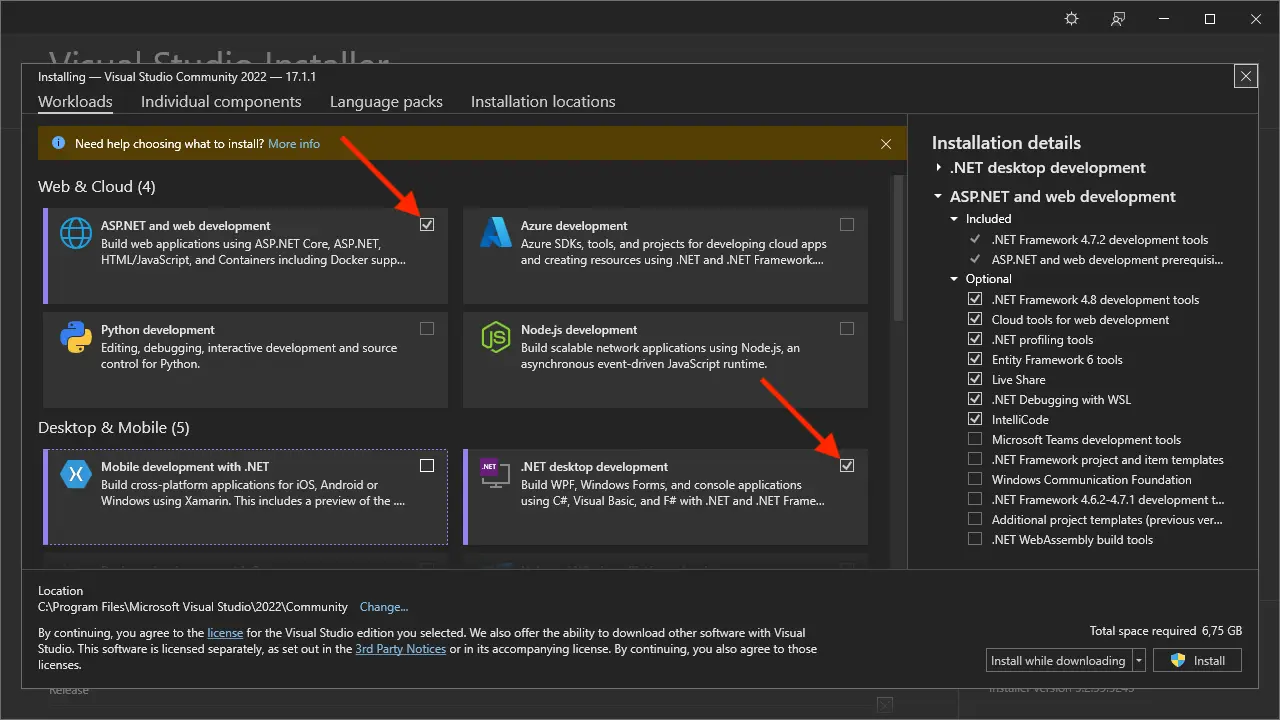 Visual Studio Installer
Installing — Visual Studio Community 2022 — 17.1.1
Workloads
Individual components
Language packs
Installation locations
Need help choosing what to install? More info
Web & Cloud (4)
ASP.NET and web development
Build web applications using ASP.NET Core, ASP.NET,
HTML/JavaScript, and Containers including Docker supp...
Azure development
Azure SDKs, tools, and projects for developing cloud apps
and creating resources using .NET and .NET Framework....
Python development
Editing, debugging, interactive development and source
control for Python.
JS
Node.js development
Build scalable network applications using Node.js, an
asynchronous event-driven JavaScript runtime.
Desktop & Mobile (5)
Mobile development with .NET
Build cross-platform applications for iOS, Android or
Windows using Xamarin. This includes a preview of the ....
.NET
.NET desktop development
Build WPF, Windows Forms, and console applications
using C#, Visual Basic, and F# with .NET and .NET Frame...
Installation details
.NET desktop development
ASP.NET and web development
Included
.NET Framework 4.7.2 development tools
ASP.NET and web development prerequisi...
Optional
.NET Framework 4.8 development tools
Cloud tools for web development
.NET profiling tools
Entity Framework 6 tools
Live Share
.NET Debugging with WSL
IntelliCode
Microsoft Teams development tools
.NET Framework project and item templates
Windows Communication Foundation
.NET Framework 4.6.2-4.7.1 development t...
Additional project templates (previous ver...
.NET WebAssembly build tools
Location
C:\Program Files\Microsoft Visual Studio\2022\Community Change...
By continuing, you agree to the license for the Visual Studio edition you selected. We also offer the ability to download other software with Visual
Studio. This software is licensed separately, as set out in the 3rd Party Notices or in its accompanying license. By continuing, you also agree to those
licenses.
Total space required 6,75 GB
Install while downloading
Install
Release